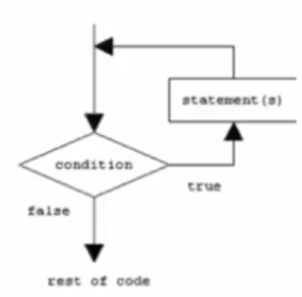 statement(s)
condition
true
false
rest of code